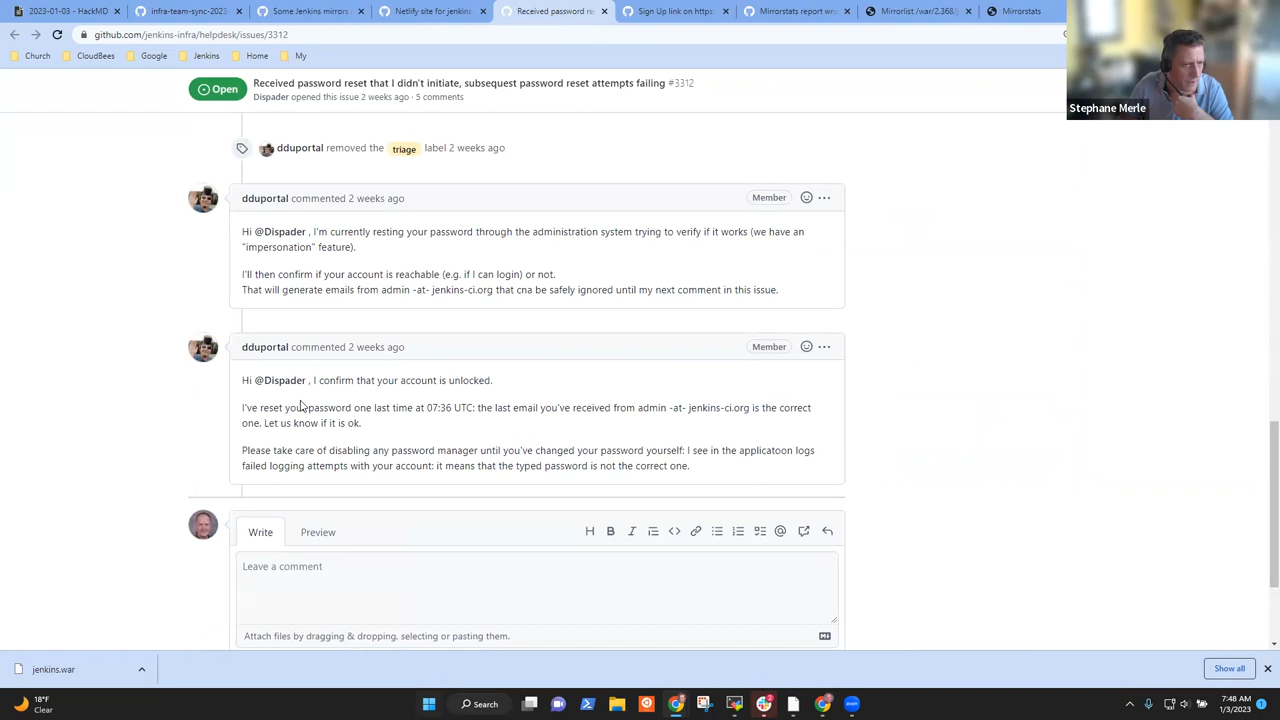 2023-01-03 - HackMD
infra-team-sync-2023
Some Jenkins mirrors
Netlify site for jenkins
Received password res
Sign Up link on https:
Mirrorstats report wro
Mirrorlist /war/2.368/
Mirrorstats
github.com/jenkins-infra/helpdesk/issues/3312
Church
CloudBees
Google
Jenkins
Home
My
Open
Received password reset that I didn't initiate, subsequest password reset attempts failing #3312
Dispader opened this issue 2 weeks ago · 5 comments
Stephane Merle
dduportal removed the triage label 2 weeks ago
dduportal commented 2 weeks ago
Member
Hi @Dispader , I'm currently resting your password through the administration system trying to verify if it works (we have an
"impersonation" feature).
I'll then confirm if your account is reachable (e.g. if I can login) or not.
That will generate emails from admin -at- jenkins-ci.org that cna be safely ignored until my next comment in this issue.
dduportal commented 2 weeks ago
Member
Hi @Dispader , I confirm that your account is unlocked.
I've reset your password one last time at 07:36 UTC: the last email you've received from admin -at- jenkins-ci.org is the correct
one. Let us know if it is ok.
Please take care of disabling any password manager until you've changed your password yourself: I see in the applicatoon logs
failed logging attempts with your account: it means that the typed password is not the correct one.
Write
Preview
Leave a comment
Attach files by dragging & dropping, selecting or pasting them.
jenkins.war
Show all
18°F
Clear
Search
7:48 AM
1/3/2023